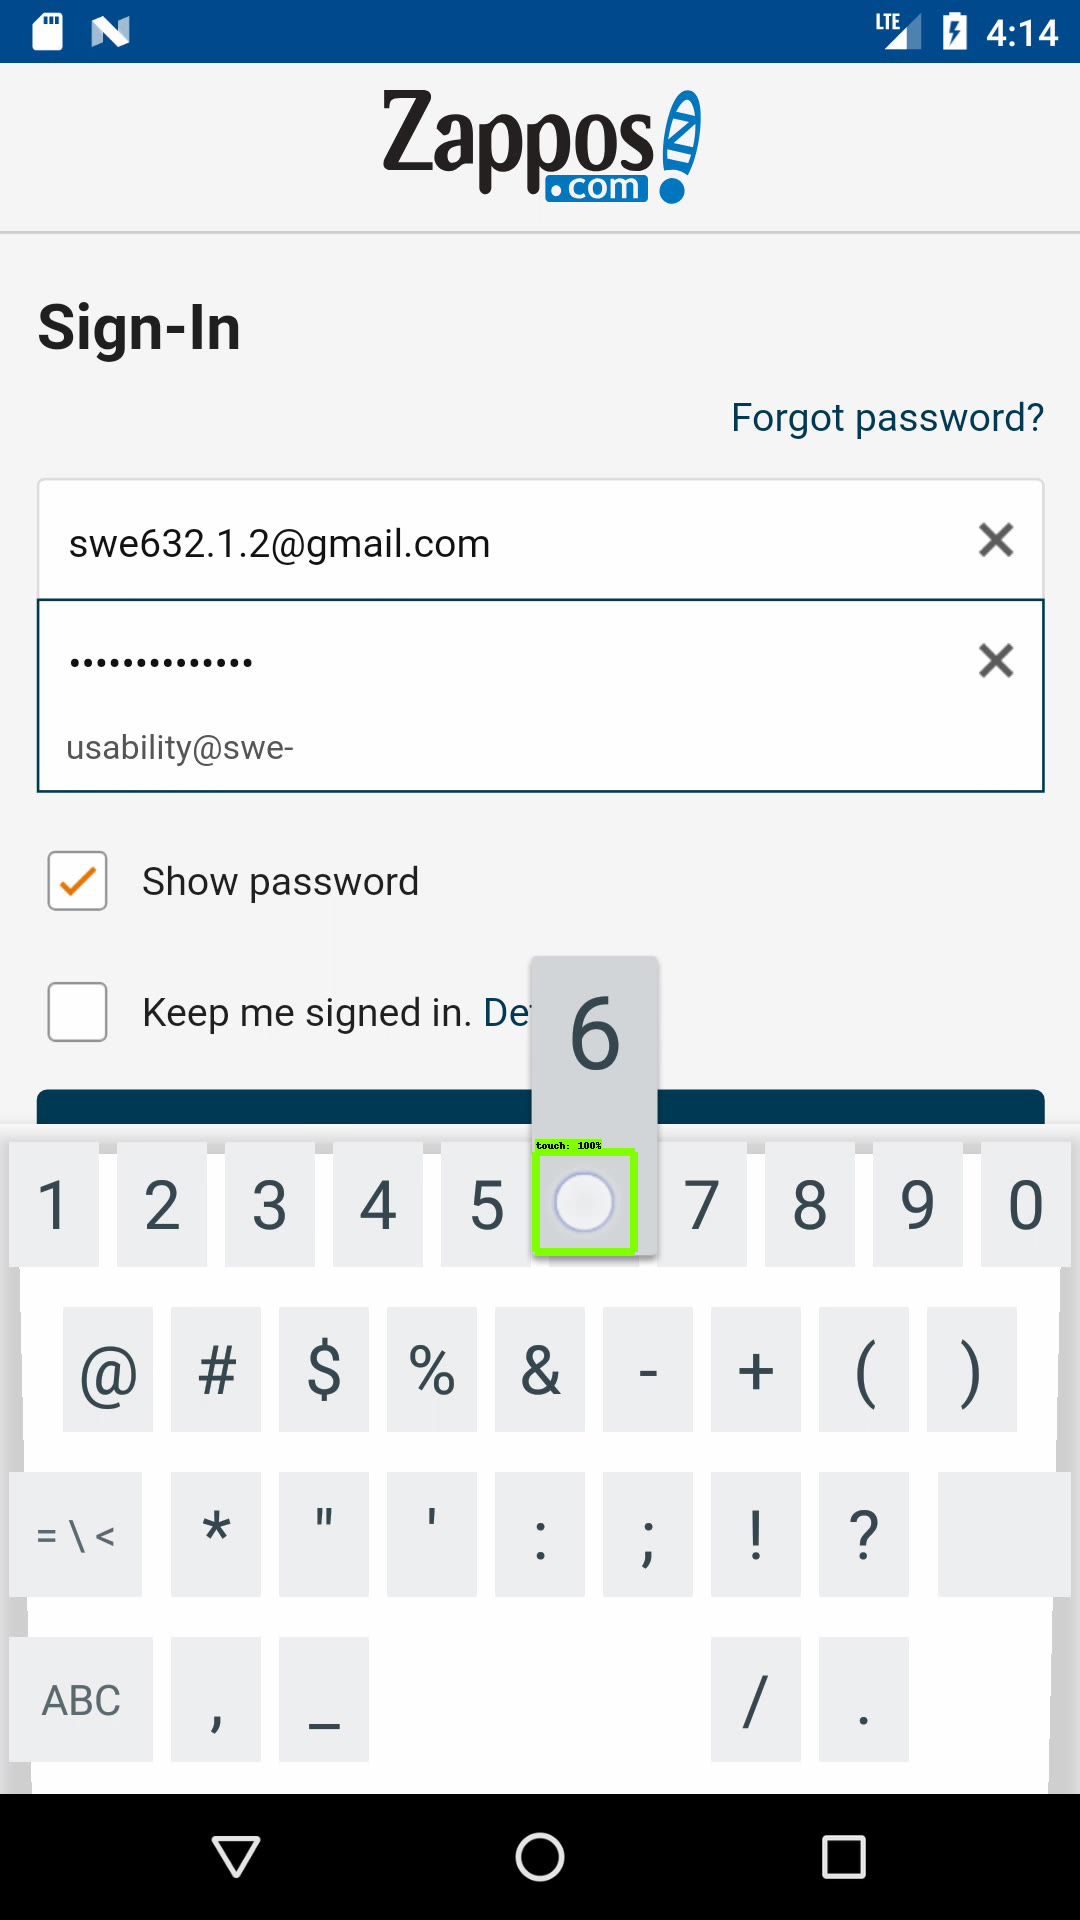 LTE 4:14
Zappos
.com
Sign-In
Forgot password?
swe632.1.2@gmail.com
••••••••••••••
usability@swe-
Show password
Keep me signed in. De
6
touch: 100%
1 2 3 4 5 7 8 9 0
@ # $ % & - + ( )
= \ < * " ' : ; ! ?
ABC , _ / .